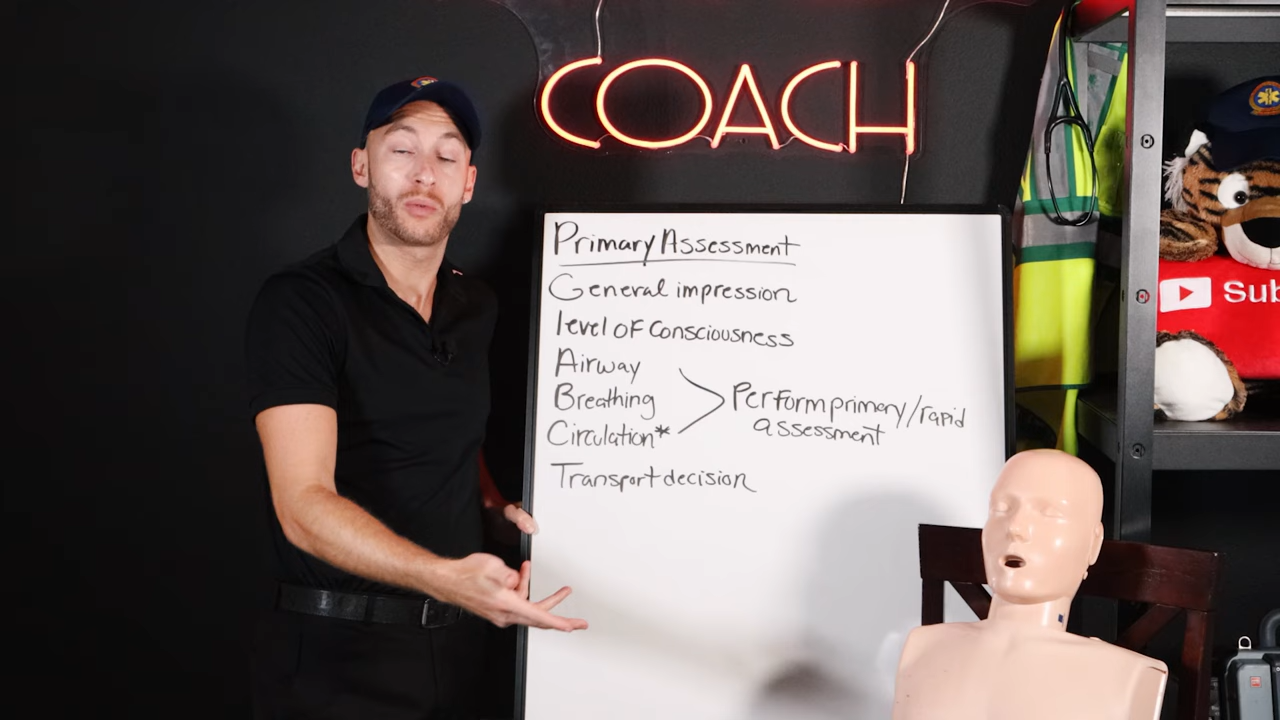 COACH
Primary Assessment
General impression
level of consciousness
Airway
Breathing
Circulation*
Perform primary/rapid
assessment
Transport decision
Sub